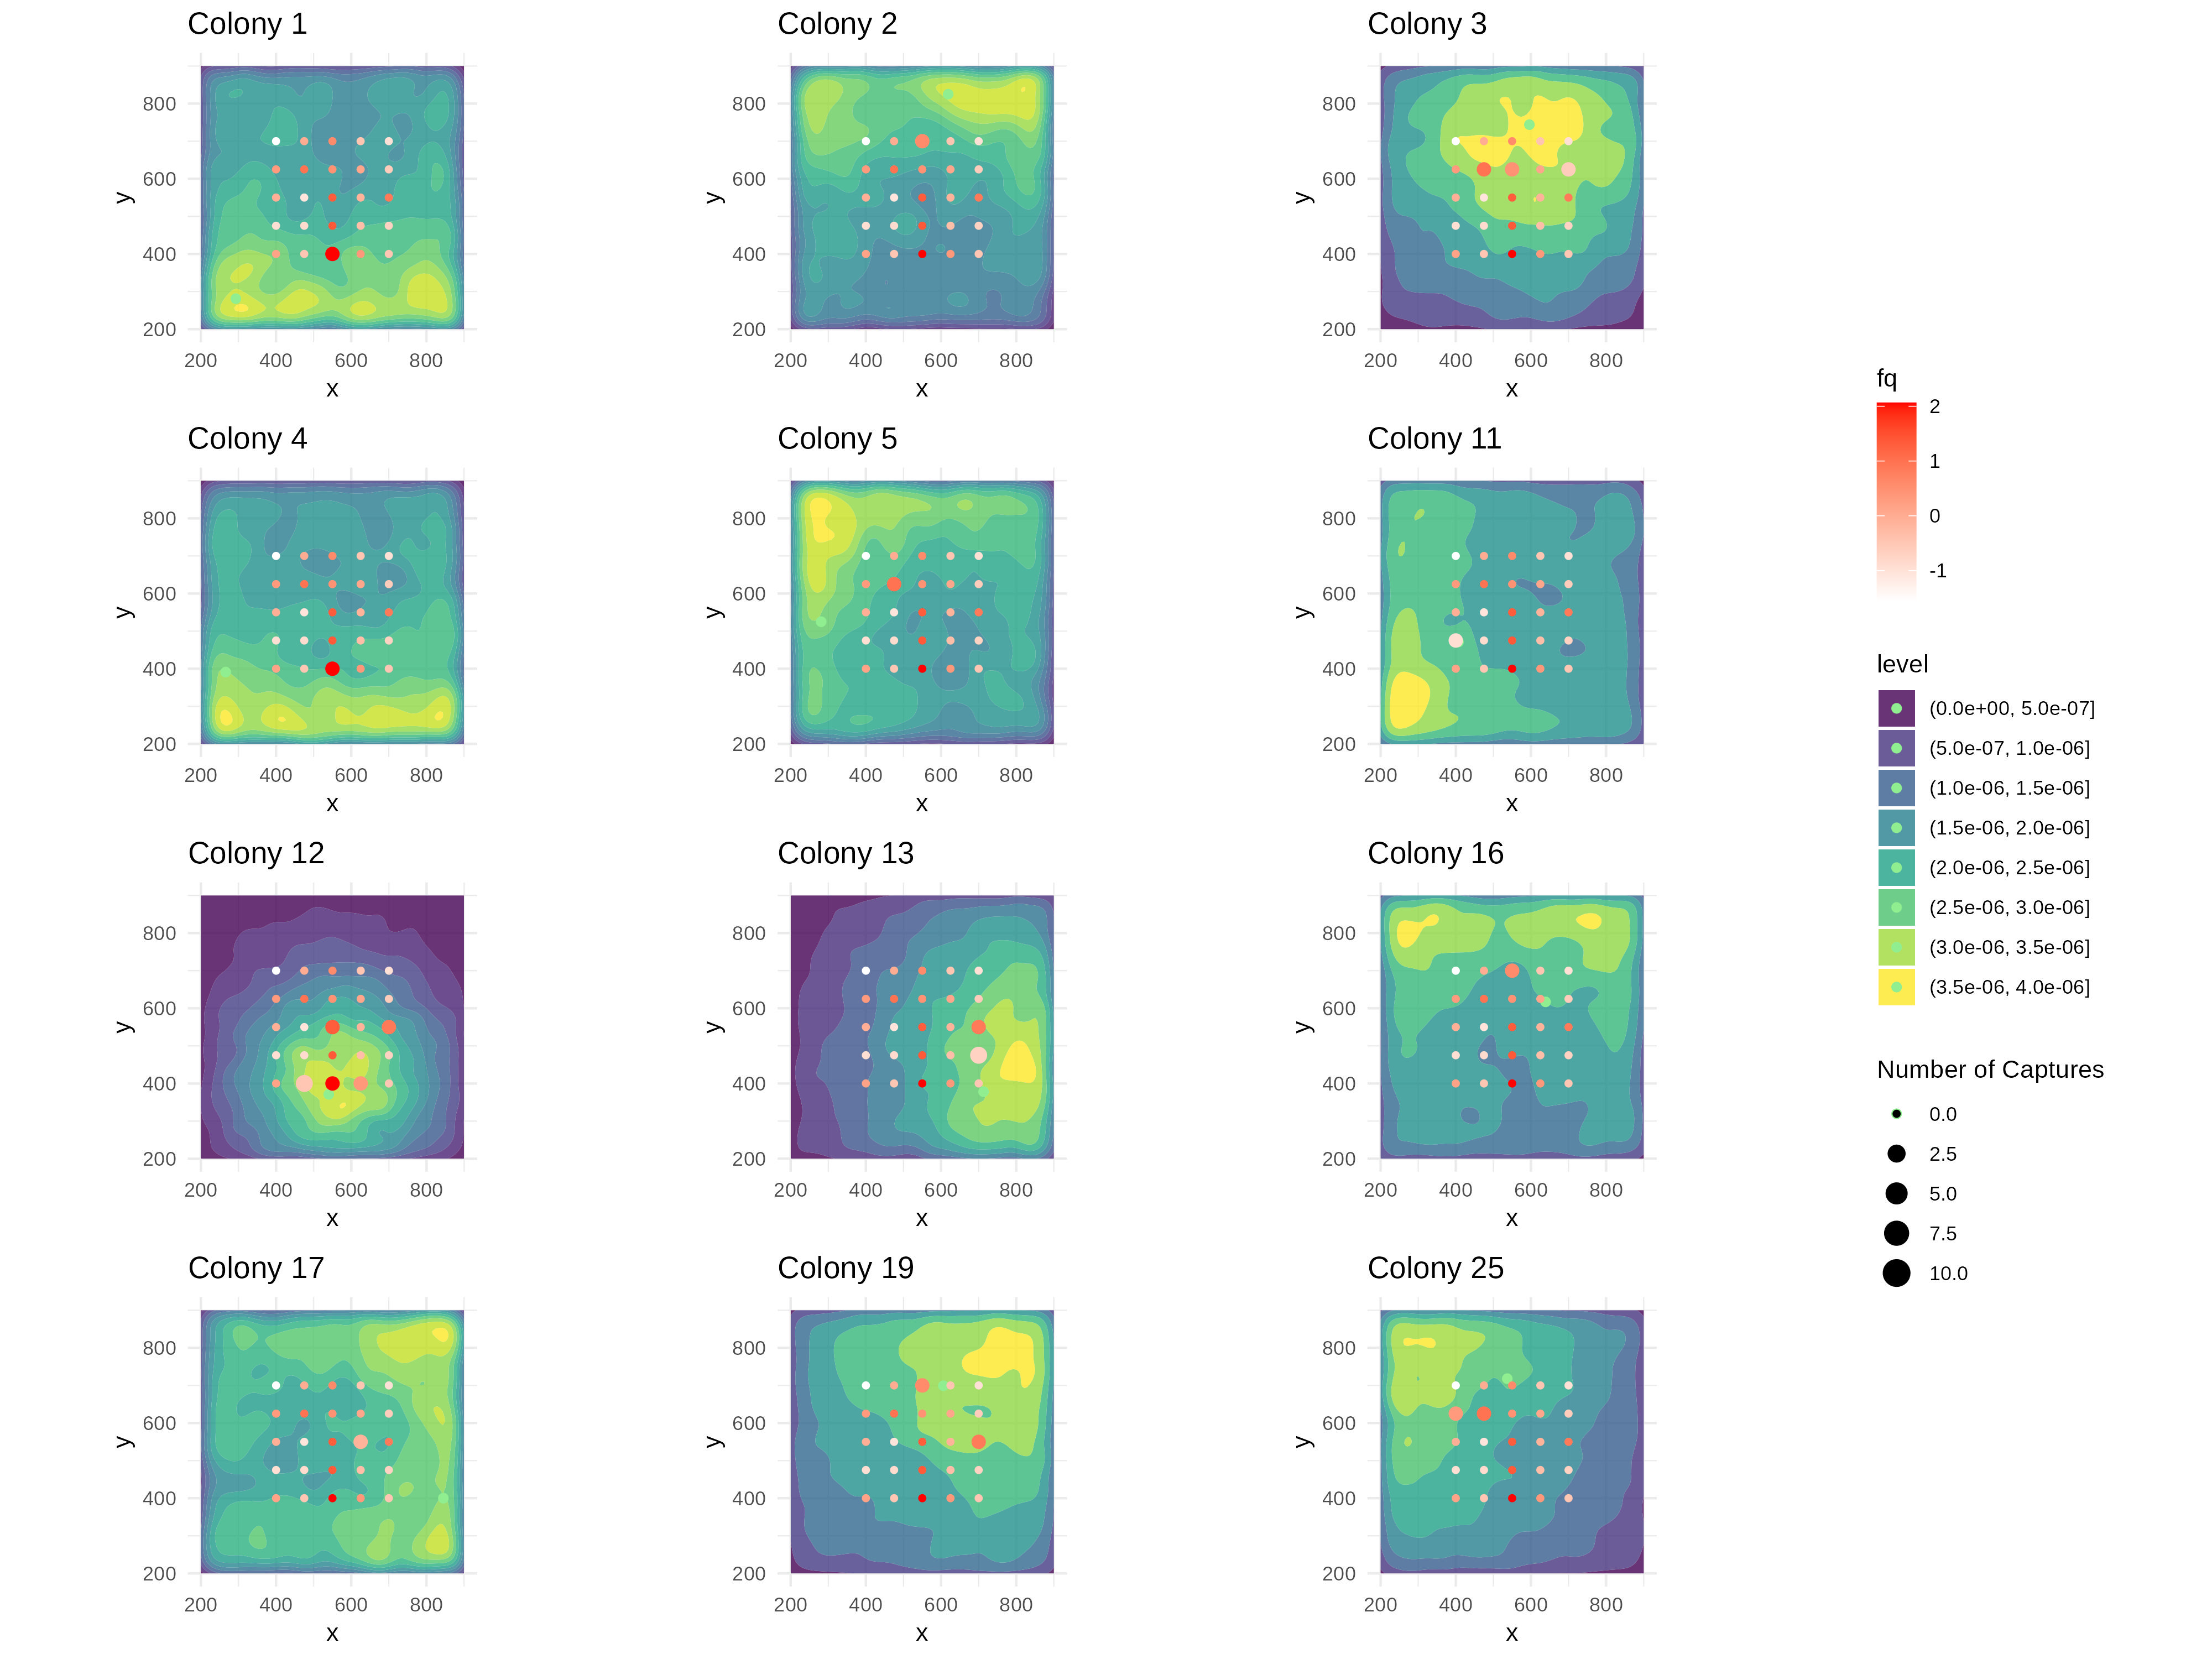 Colony 1
Colony 2
Colony 3
800
600
400
200
y
200 400 600 800
x
800
600
400
200
y
200 400 600 800
x
800
600
400
200
y
200 400 600 800
x
Colony 4
Colony 5
Colony 11
800
600
400
200
y
200 400 600 800
x
800
600
400
200
y
200 400 600 800
x
800
600
400
200
y
200 400 600 800
x
Colony 12
Colony 13
Colony 16
800
600
400
200
y
200 400 600 800
x
800
600
400
200
y
200 400 600 800
x
800
600
400
200
y
200 400 600 800
x
Colony 17
Colony 19
Colony 25
800
600
400
200
y
200 400 600 800
x
800
600
400
200
y
200 400 600 800
x
800
600
400
200
y
200 400 600 800
x
fq
2
1
0
-1
level
(0.0e+00, 5.0e-07]
(5.0e-07, 1.0e-06]
(1.0e-06, 1.5e-06]
(1.5e-06, 2.0e-06]
(2.0e-06, 2.5e-06]
(2.5e-06, 3.0e-06]
(3.0e-06, 3.5e-06]
(3.5e-06, 4.0e-06]
Number of Captures
0.0
2.5
5.0
7.5
10.0